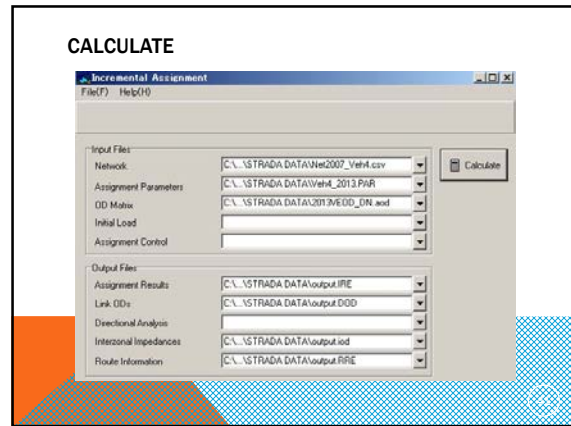 CALCULATE
Incremental Assignment
File(F) Help(H)
Input Files
Network C:\...\STRADA DATA\Net2007_Veh4.csv
Calculate
Assignment Parameters C:\...\STRADA DATA\Veh4_2013.PAR
OD Matrix C:\...\STRADA DATA\2013VEOD_DN.aod
Initial Load
Assignment Control
Output Files
Assignment Results C:\...\STRADA DATA\output.IRE
Link ODs C:\...\STRADA DATA\output.DOD
Directional Analysis
Interzonal Impedances C:\...\STRADA DATA\output.iod
Route Information C:\...\STRADA DATA\output.RRE